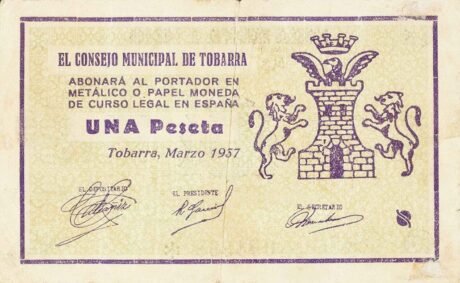 EL CONSEJO MUNICIPAL DE TOBARRA
ABONARÁ AL PORTADOR EN
METÁLICO O PAPEL MONEDA
DE CURSO LEGAL EN ESPAÑA
UNA Peseta
Tobarra, Marzo 1937
EL DEPOSITARIO
EL PRESIDENTE
EL SECRETARIO